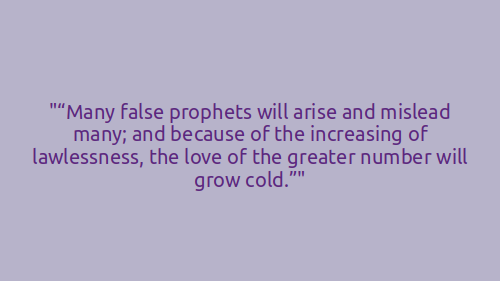 "“Many false prophets will arise and mislead
many; and because of the increasing of
lawlessness, the love of the greater number will
grow cold.”"